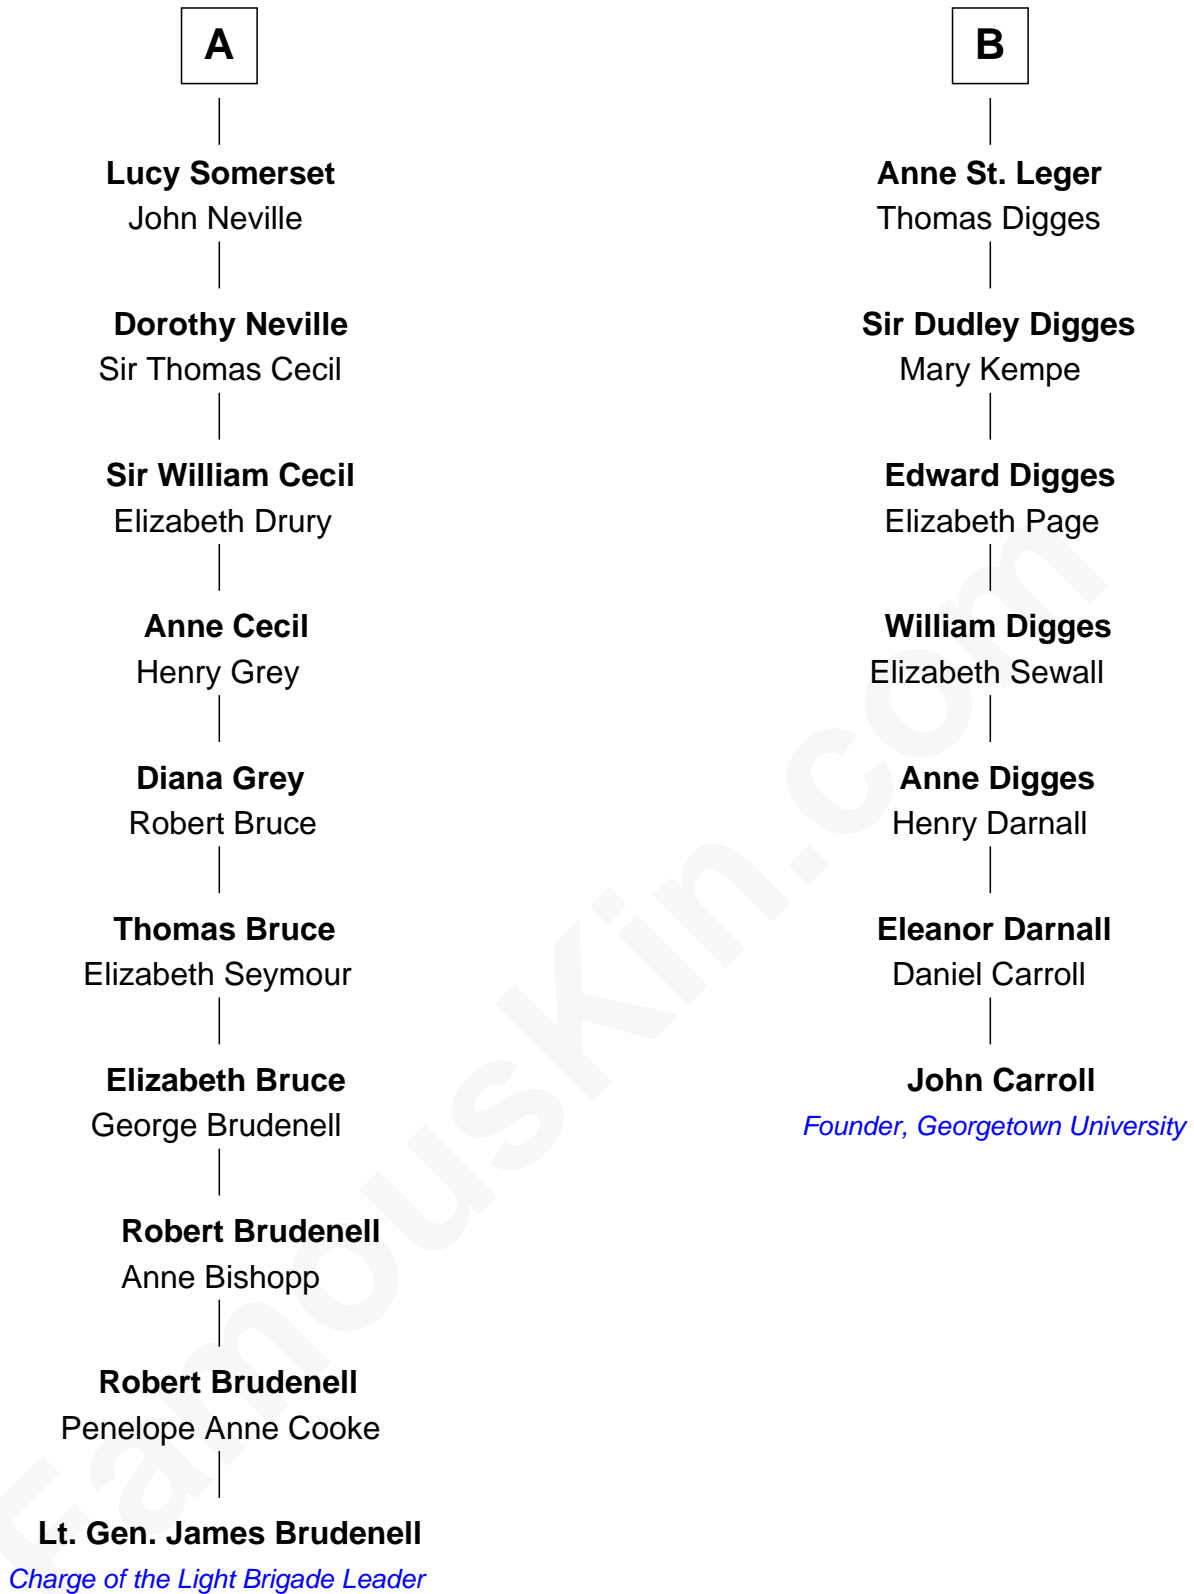 A
Lucy Somerset
John Neville
Dorothy Neville
Sir Thomas Cecil
Sir William Cecil
Elizabeth Drury
Anne Cecil
Henry Grey
Diana Grey
Robert Bruce
Thomas Bruce
Elizabeth Seymour
Elizabeth Bruce
George Brudenell
Robert Brudenell
Anne Bishopp
Robert Brudenell
Penelope Anne Cooke
Lt. Gen. James Brudenell
Charge of the Light Brigade Leader
B
Anne St. Leger
Thomas Digges
Sir Dudley Digges
Mary Kempe
Edward Digges
Elizabeth Page
William Digges
Elizabeth Sewall
Anne Digges
Henry Darnall
Eleanor Darnall
Daniel Carroll
John Carroll
Founder, Georgetown University
FamousKin.com